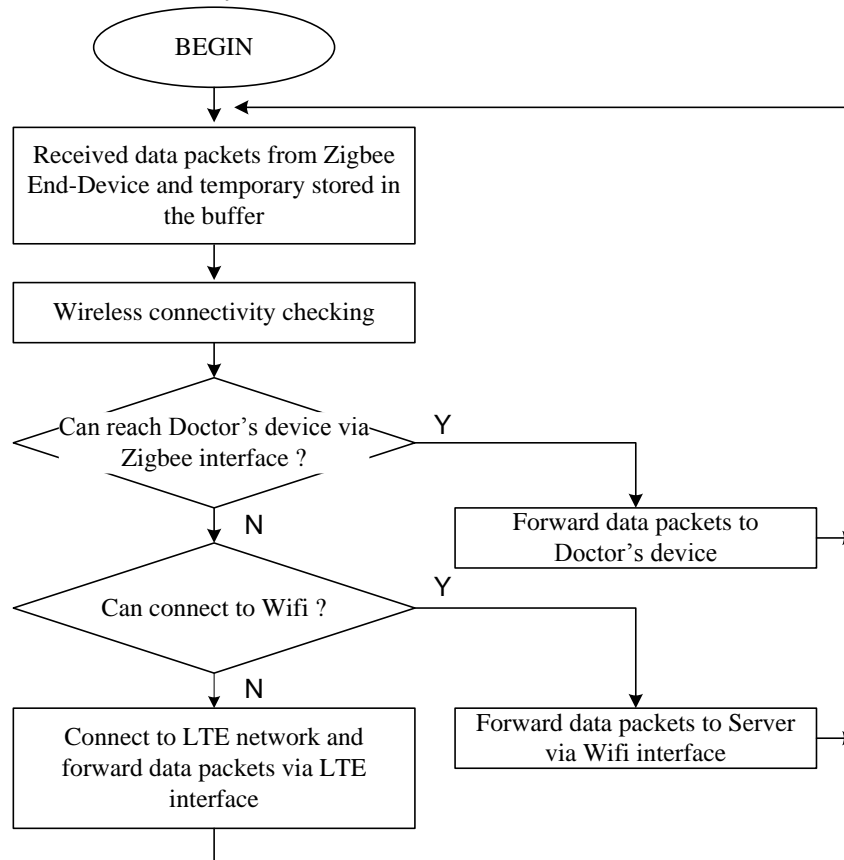 BEGIN
Received data packets from Zigbee
End-Device and temporary stored in
the buffer
Wireless connectivity checking
Can reach Doctor's device via
Zigbee interface ?
Y
N
Forward data packets to
Doctor's device
Can connect to Wifi ?
Y
N
Forward data packets to Server
via Wifi interface
Connect to LTE network and
forward data packets via LTE
interface